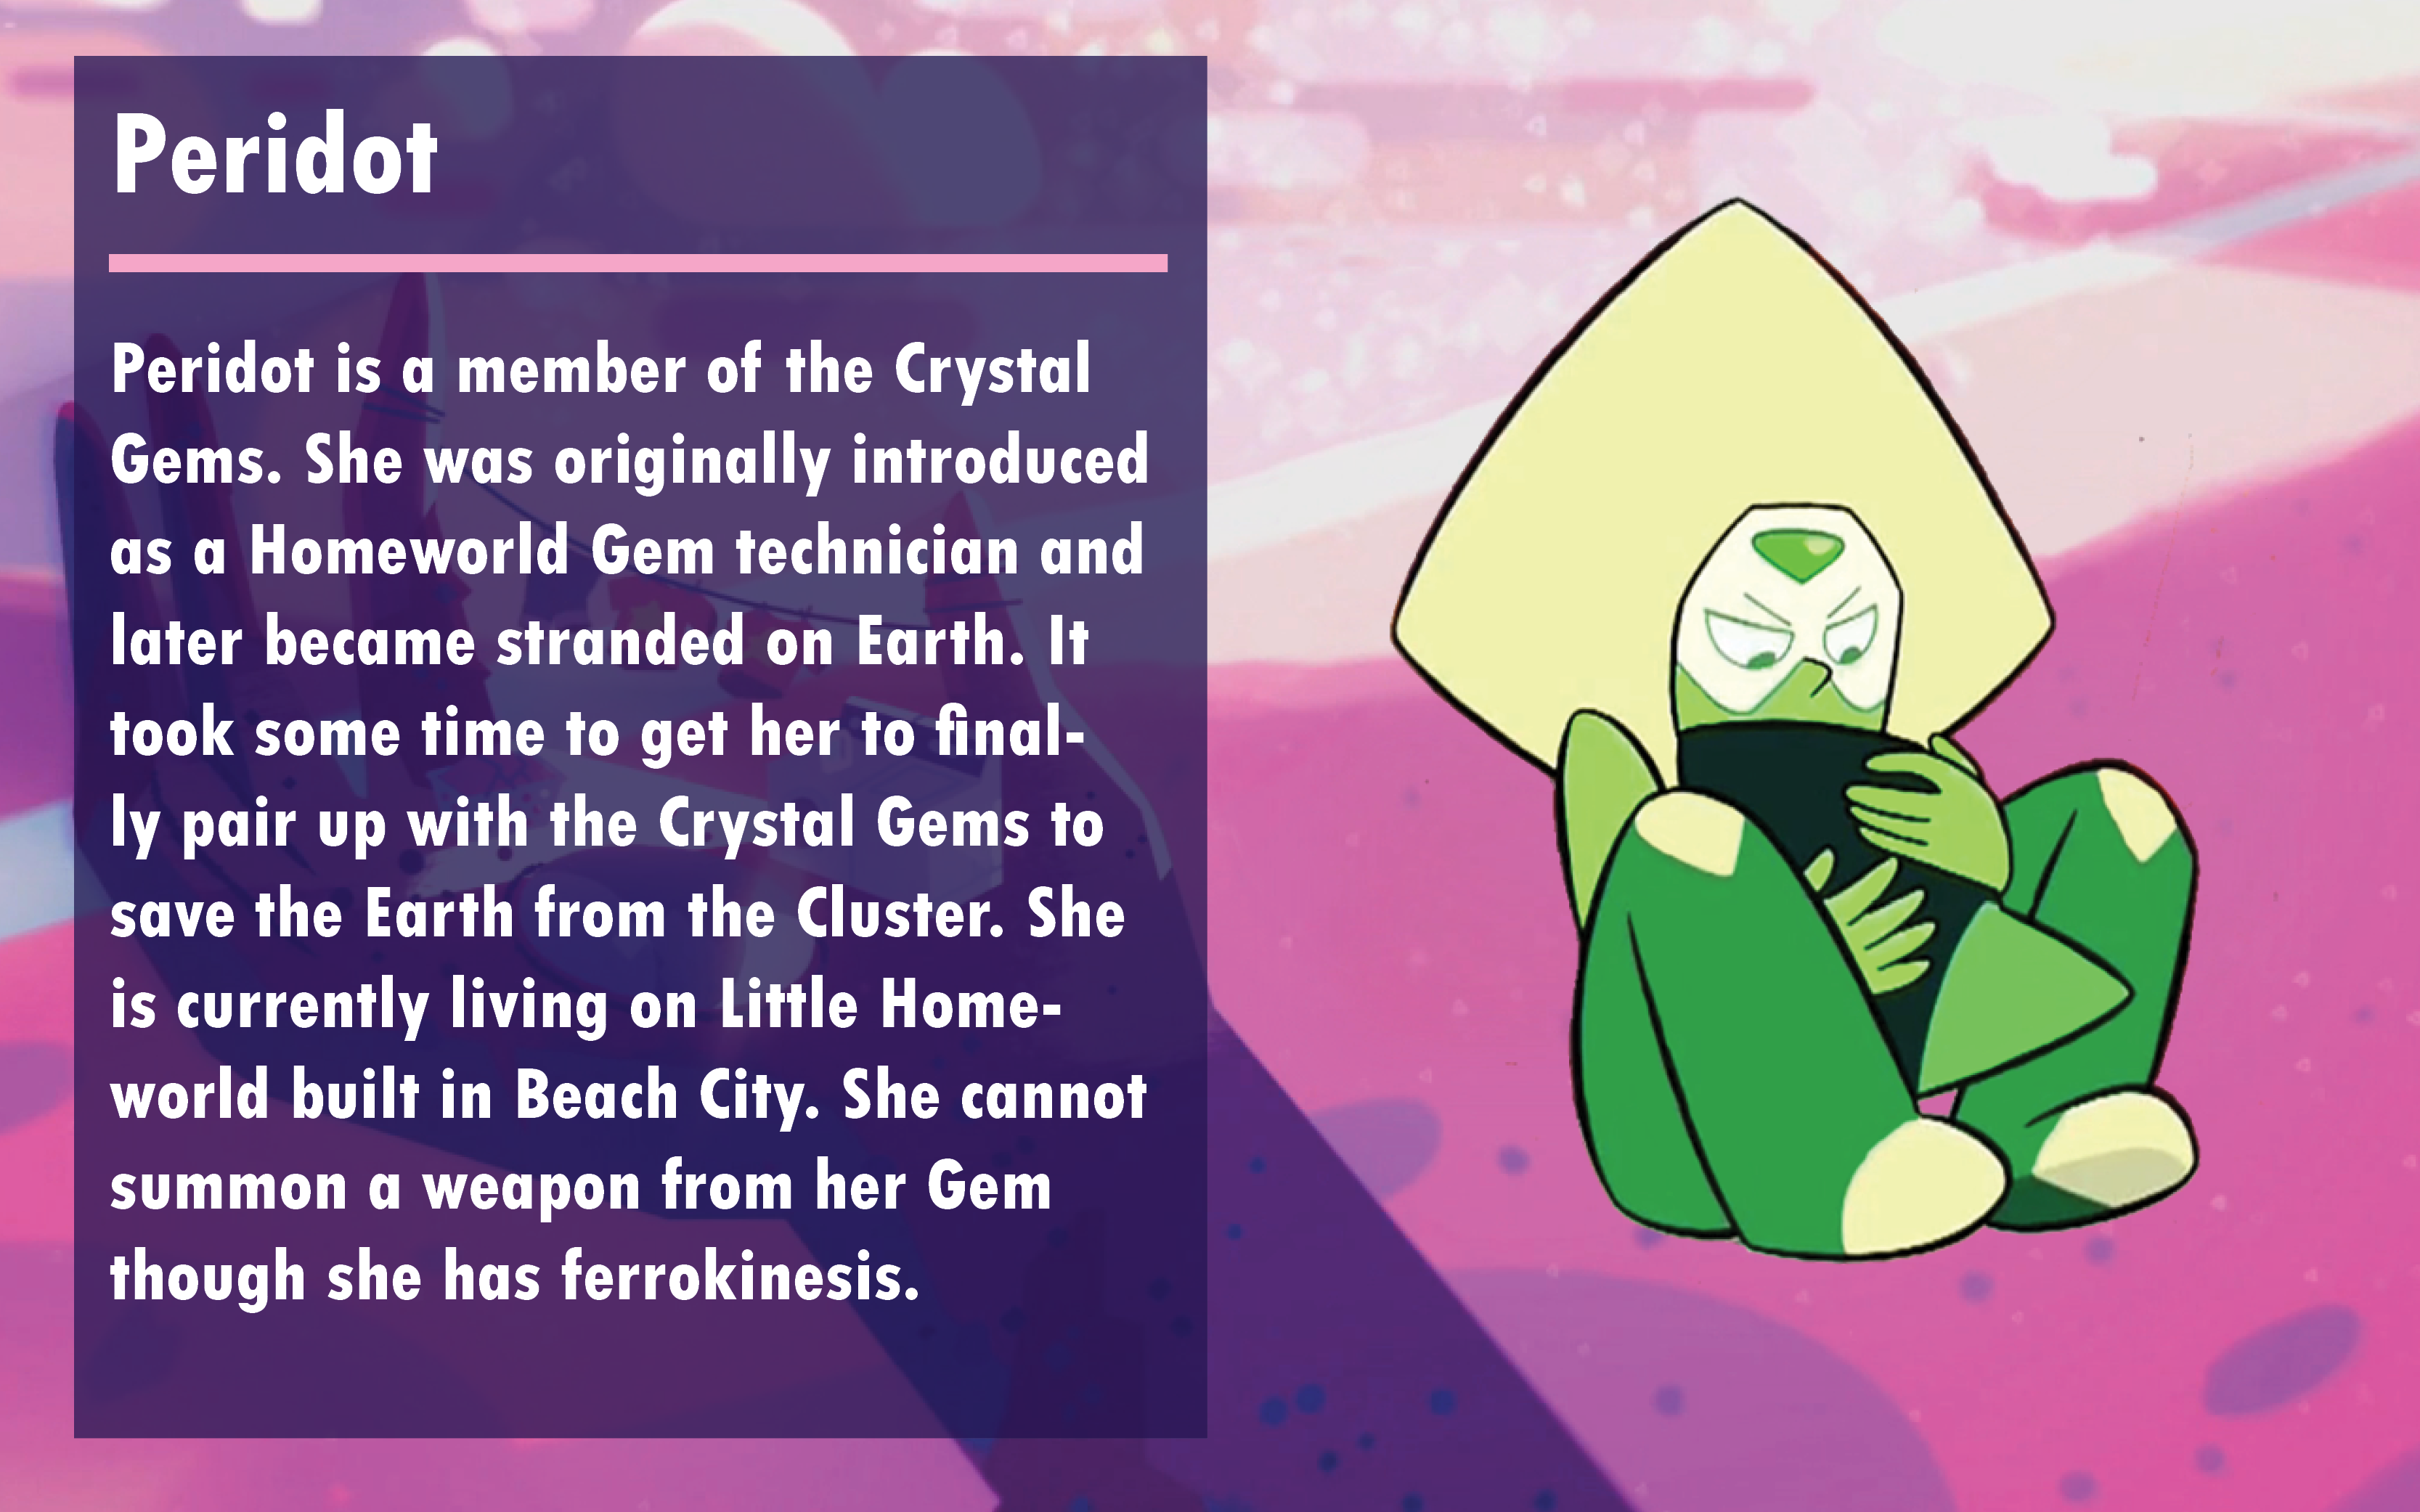 Peridot
Peridot is a member of the Crystal
Gems. She was originally introduced
as a Homeworld Gem technician and
later became stranded on Earth. It
took some time to get her to final-
ly pair up with the Crystal Gems to
save the Earth from the Cluster. She
is currently living on Little Home-
world built in Beach City. She cannot
summon a weapon from her Gem
though she has ferrokinesis.